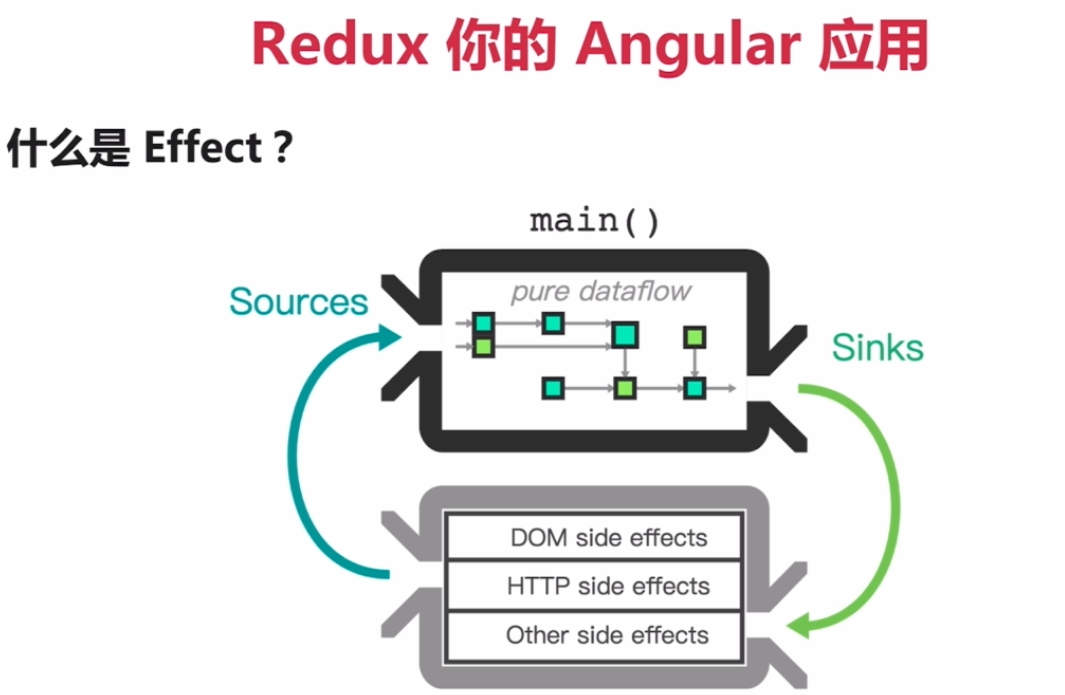 Redux 你的 Angular 应用
什么是 Effect？
main()
pure dataflow
Sources
Sinks
DOM side effects
HTTP side effects
Other side effects